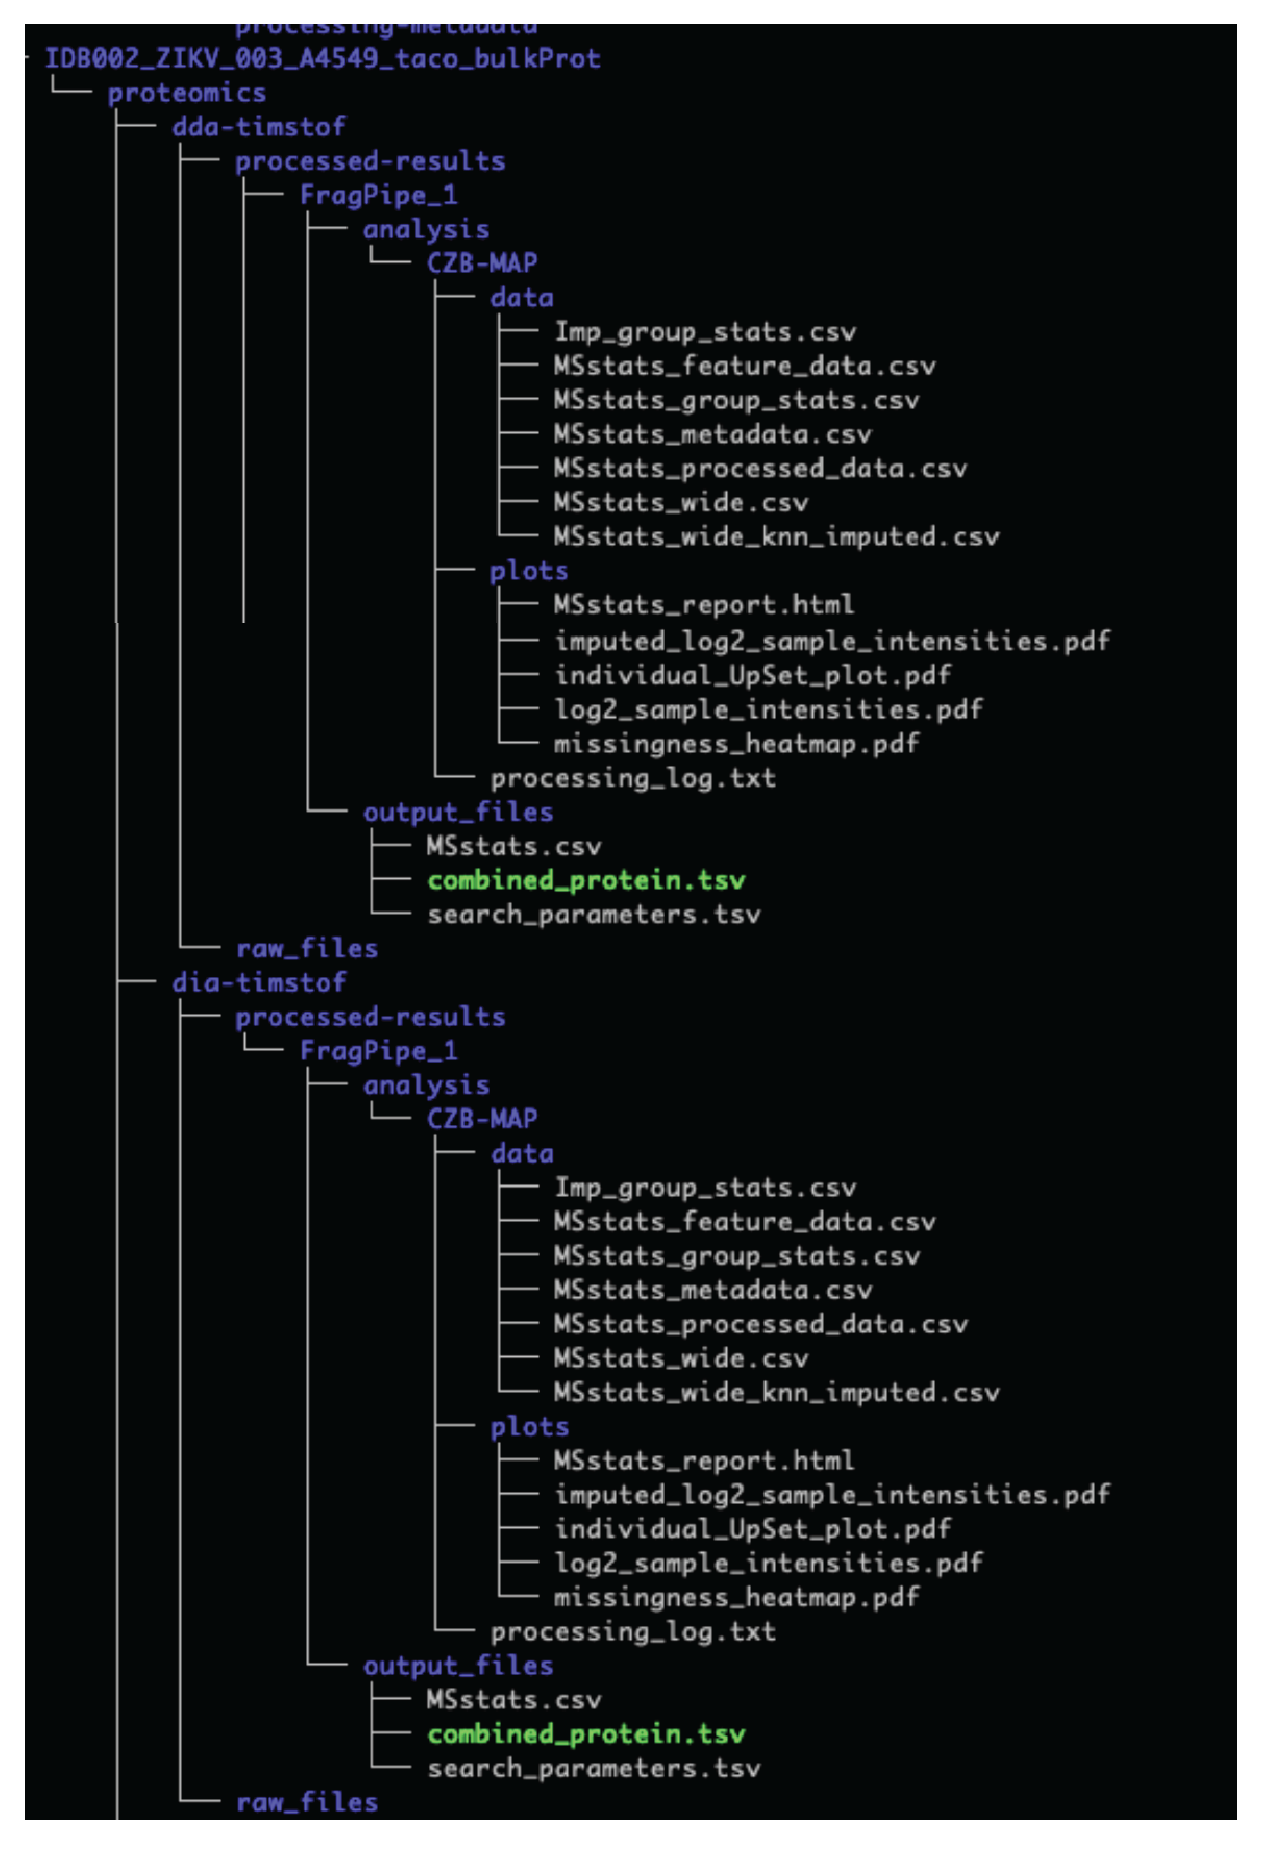 processing-metadata
IDB002_ZIKV_003_A4549_taco_bulkProt
proteomics
dda-timstof
processed-results
FragPipe_1
analysis
CZB-MAP
data
Imp_group_stats.csv
MSstats_feature_data.csv
MSstats_group_stats.csv
MSstats_metadata.csv
MSstats_processed_data.csv
MSstats_wide.csv
MSstats_wide_knn_imputed.csv
plots
MSstats_report.html
imputed_log2_sample_intensities.pdf
individual_UpSet_plot.pdf
log2_sample_intensities.pdf
missingness_heatmap.pdf
processing_log.txt
output_files
MSstats.csv
combined_protein.tsv
search_parameters.tsv
raw_files
dia-timstof
processed-results
FragPipe_1
analysis
CZB-MAP
data
Imp_group_stats.csv
MSstats_feature_data.csv
MSstats_group_stats.csv
MSstats_metadata.csv
MSstats_processed_data.csv
MSstats_wide.csv
MSstats_wide_knn_imputed.csv
plots
MSstats_report.html
imputed_log2_sample_intensities.pdf
individual_UpSet_plot.pdf
log2_sample_intensities.pdf
missingness_heatmap.pdf
processing_log.txt
output_files
MSstats.csv
combined_protein.tsv
search_parameters.tsv
raw_files